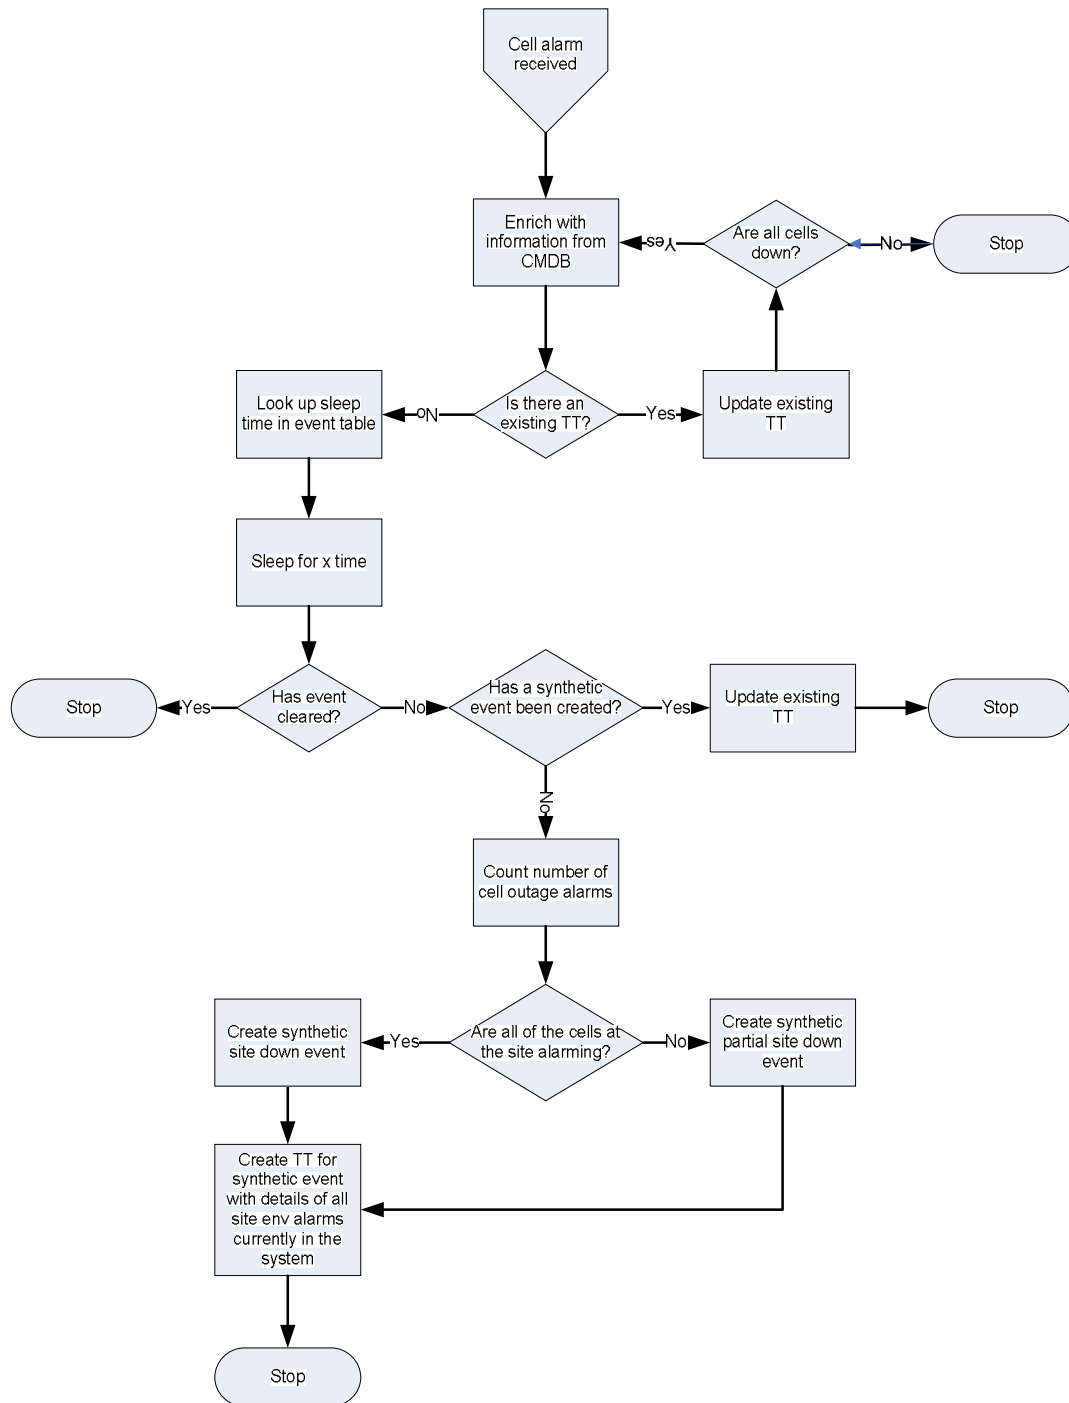 Cell alarm
received
Enrich with
information from
CMDB
Yes
Are all cells
down?
No
Stop
Look up sleep
time in event table
No
Is there an
existing TT?
Yes
Update existing
TT
Sleep for x time
Stop
Yes
Has event
cleared?
No
Has a synthetic
event been created?
Yes
Update existing
TT
Stop
No
Count number of
cell outage alarms
Create synthetic
site down event
Yes
Are all of the cells at
the site alarming?
No
Create synthetic
partial site down
event
Create TT for
synthetic event
with details of all
site env alarms
currently in the
system
Stop